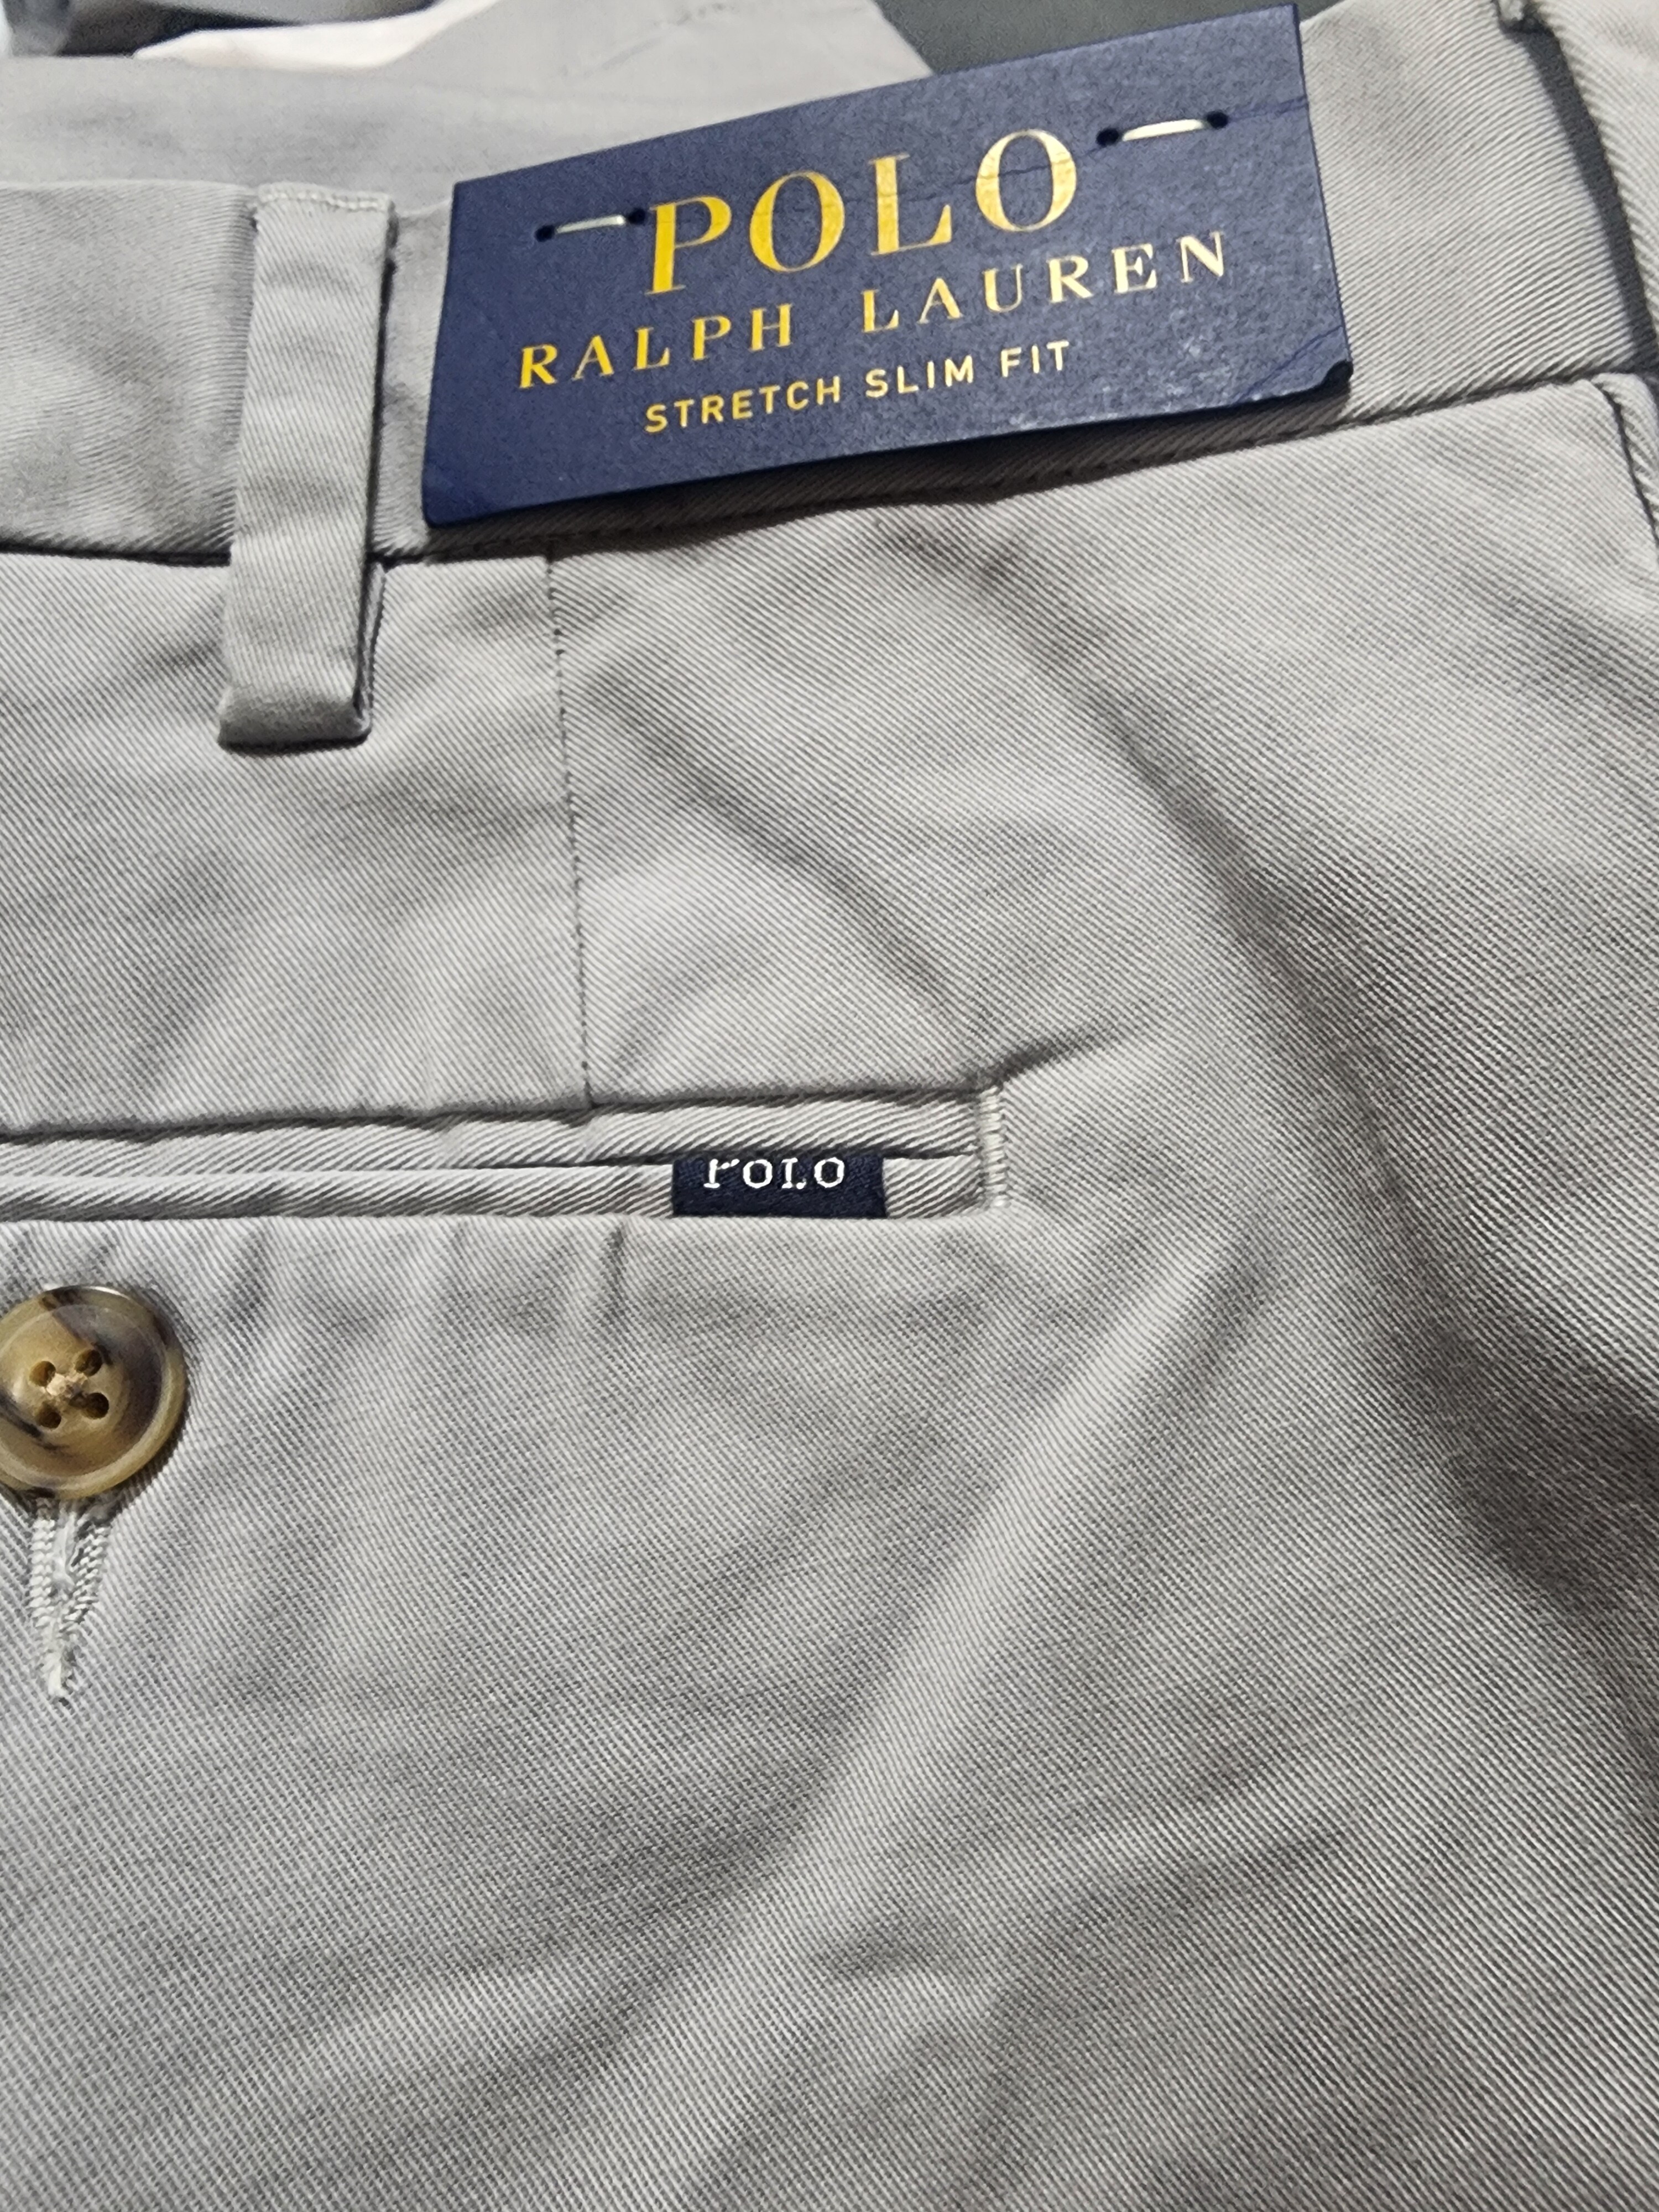 POLO
RALPH LAUREN
STRETCH SLIM FIT
POLO